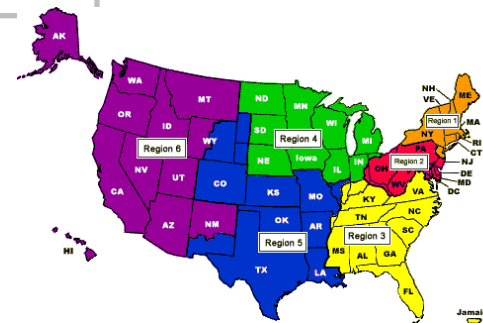 AK
WA
MT
ND
MN
NH
VE
ME
OR
ID
SD
WI
MI
Region 1
MA
NY
RI
CT
Region 6
WY
Region 4
PA
Region 2
NJ
NE
Iowa
IL
IN
OH
WV
DE
MD
DC
NV
UT
CO
KS
MO
KY
VA
CA
AZ
NM
OK
AR
TN
NC
Region 5
Region 3
SC
MS
AL
GA
TX
LA
HI
FL
Jamai